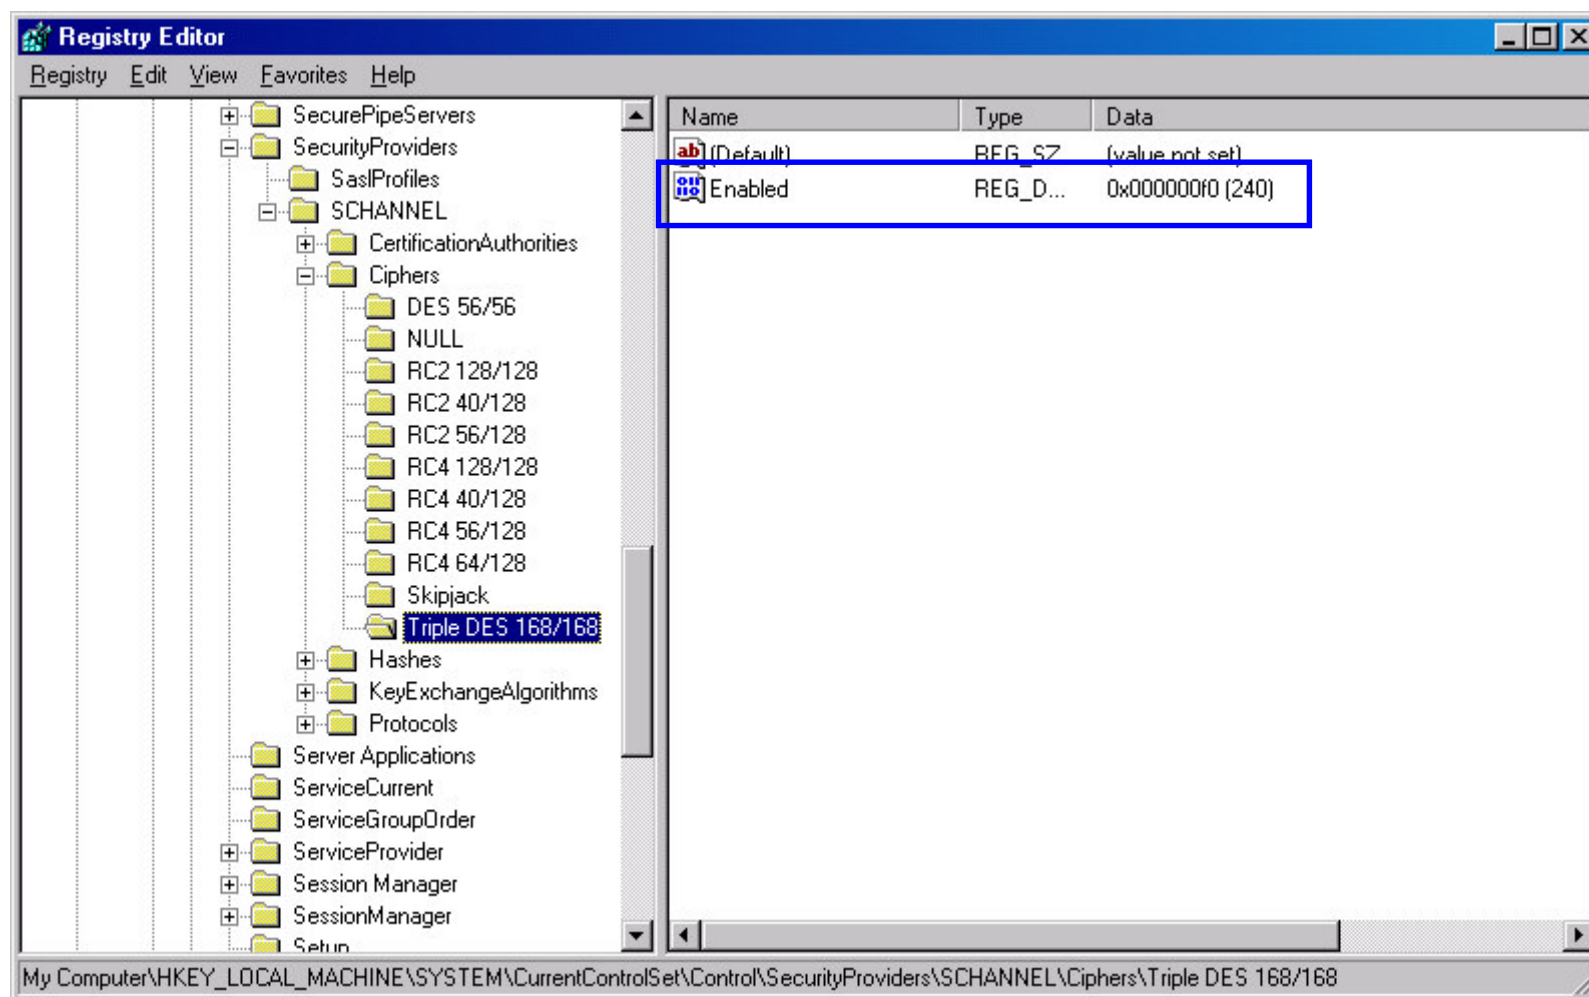 Registry Editor
Registry Edit View Favorites Help
SecurePipeServers
SecurityProviders
SaslProfiles
SCHANNEL
CertificationAuthorities
Ciphers
DES 56/56
NULL
RC2 128/128
RC2 40/128
RC2 56/128
RC4 128/128
RC4 40/128
RC4 56/128
RC4 64/128
Skipjack
Triple DES 168/168
Hashes
KeyExchangeAlgorithms
Protocols
Server Applications
ServiceCurrent
ServiceGroupOrder
ServiceProvider
Session Manager
SessionManager
Setup
Name Type Data
(Default) REG_SZ (value not set)
Enabled REG_D... 0x000000f0 (240)
My Computer\HKEY_LOCAL_MACHINE\SYSTEM\CurrentControlSet\Control\SecurityProviders\SCHANNEL\Ciphers\Triple DES 168/168